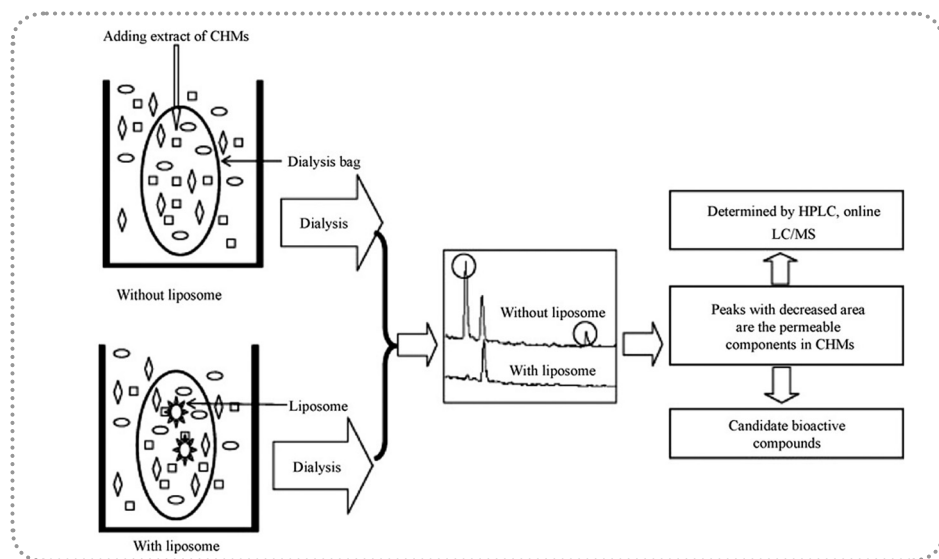 Adding extract of CHMs
Dialysis bag
Dialysis
Without liposome
Liposome
Dialysis
With liposome
Without liposome
With liposome
Determined by HPLC, online
LC/MS
Peaks with decreased area
are the permeable
components in CHMs
Candidate bioactive
compounds